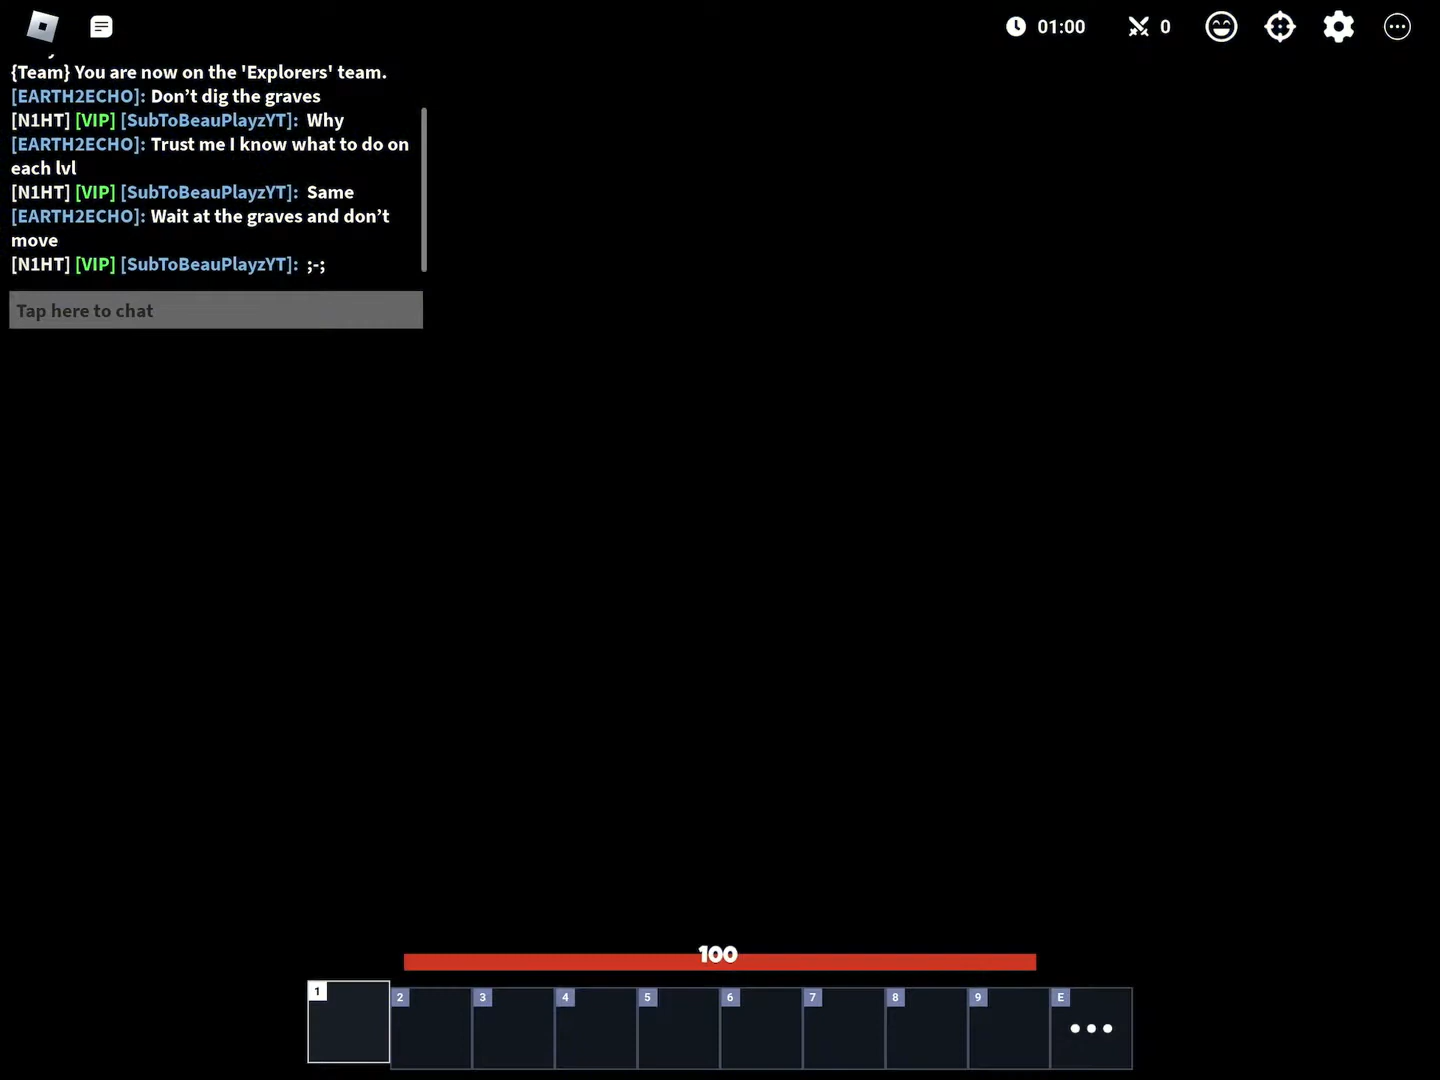 01:00
0
{Team} You are now on the 'Explorers' team.
[EARTH2ECHO]: Don’t dig the graves
[N1HT] [VIP] [SubToBeauPlayzYT]: Why
[EARTH2ECHO]: Trust me I know what to do on
each lvl
[N1HT] [VIP] [SubToBeauPlayzYT]: Same
[EARTH2ECHO]: Wait at the graves and don’t
move
[N1HT] [VIP] [SubToBeauPlayzYT]: ;-;
Tap here to chat
100
1 2 3 4 5 6 7 8 9 E